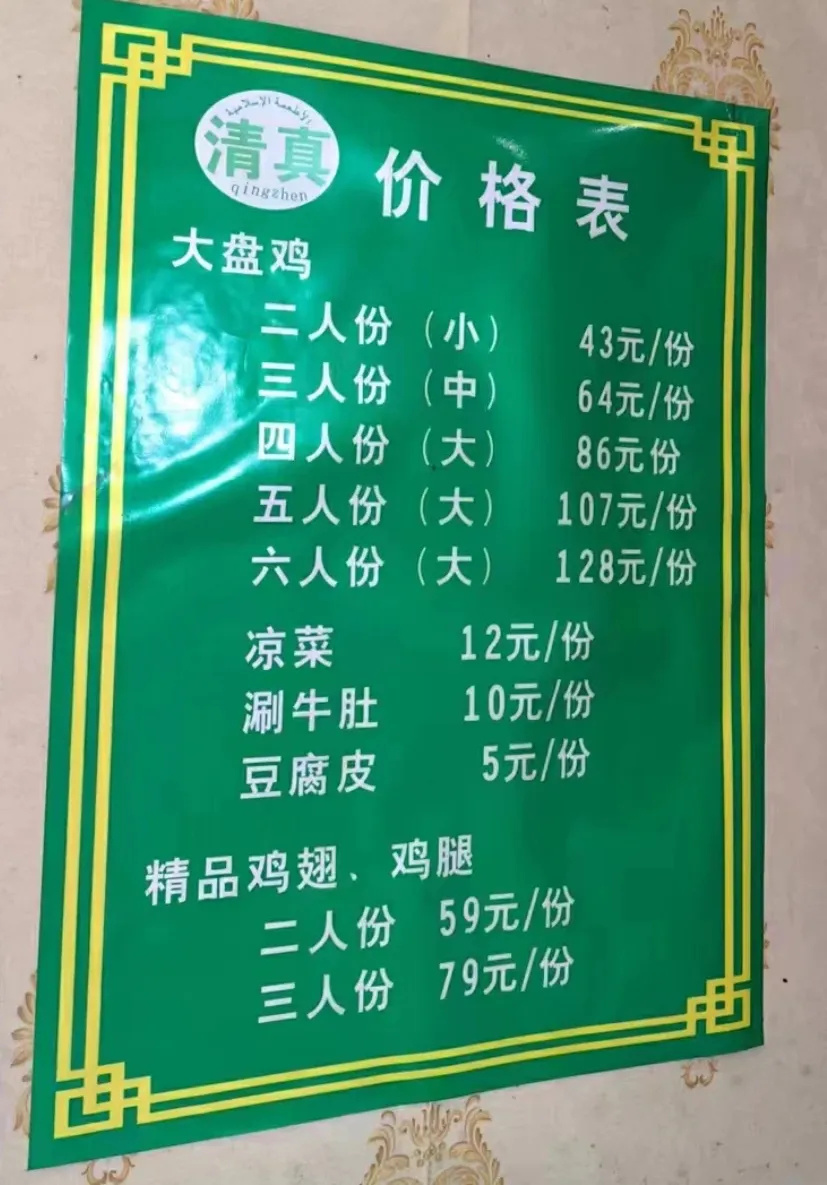 الأطعمة الإسلامية
清真
qingzhen
价格表
大盘鸡
二人份（小） 43元/份
三人份（中） 64元/份
四人份（大） 86元份
五人份（大） 107元/份
六人份（大） 128元/份
凉菜 12元/份
涮牛肚 10元/份
豆腐皮 5元/份
精品鸡翅、鸡腿
二人份 59元/份
三人份 79元/份